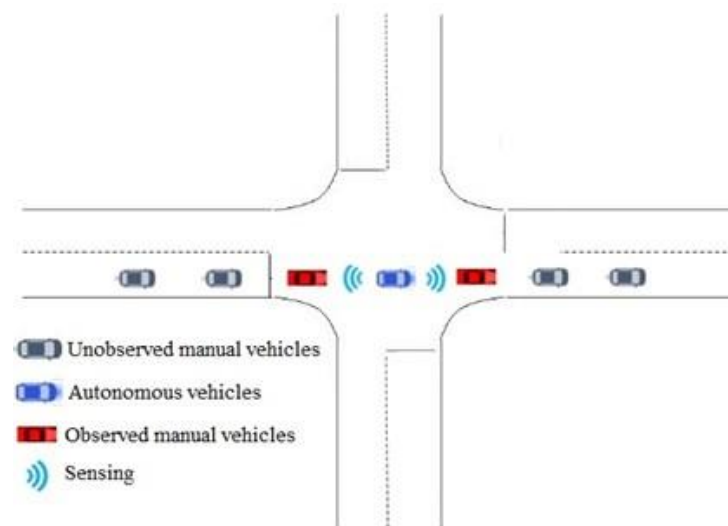 Unobserved manual vehicles
Autonomous vehicles
Observed manual vehicles
Sensing